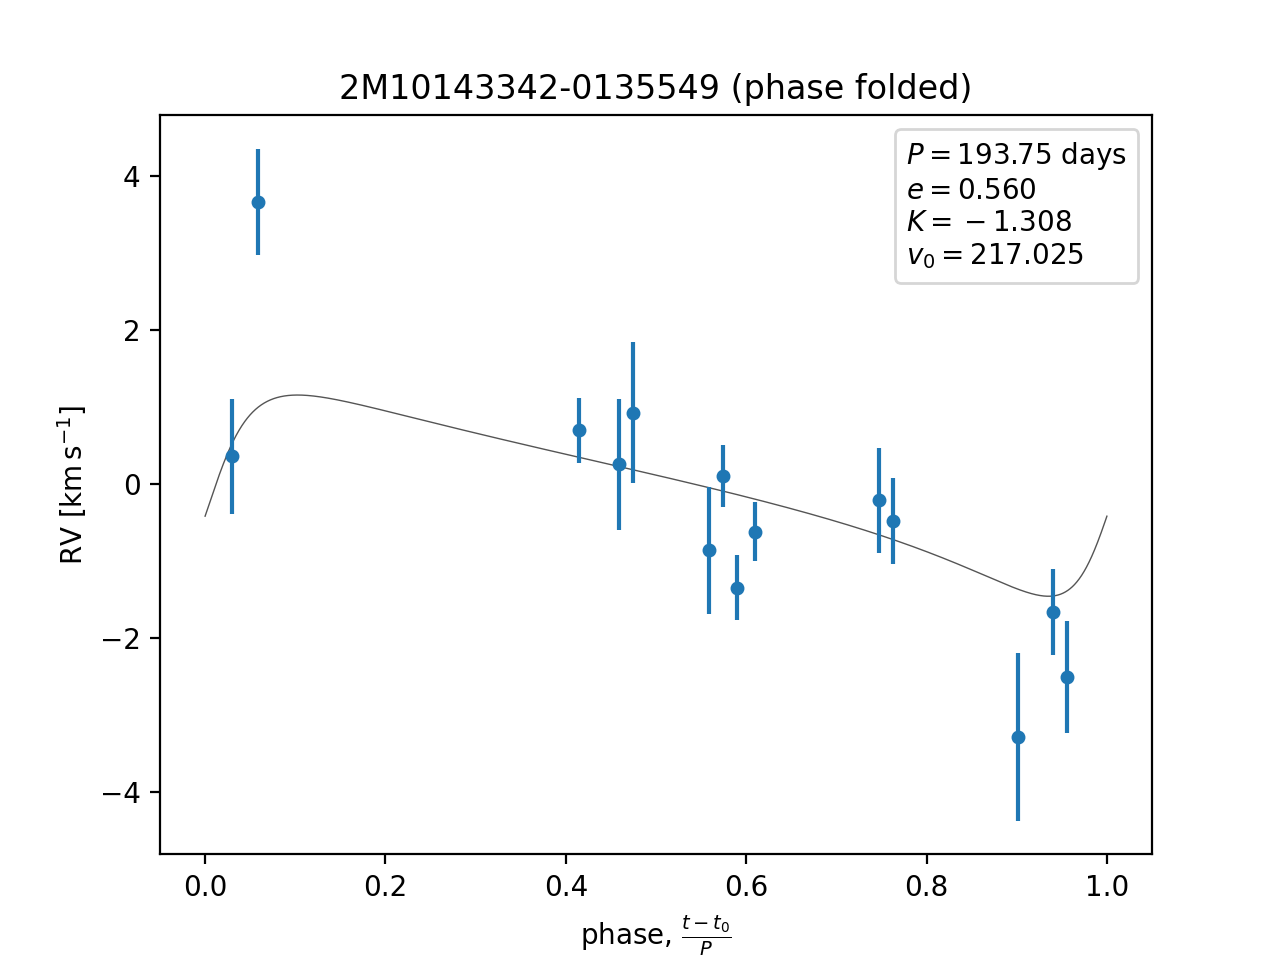 2M10143342-0135549 (phase folded)
P = 193.75 days
e = 0.560
K = −1.308
v₀ = 217.025
RV [km s⁻¹]
4
2
0
−2
−4
0.0 0.2 0.4 0.6 0.8 1.0
phase, (t − t₀)/P